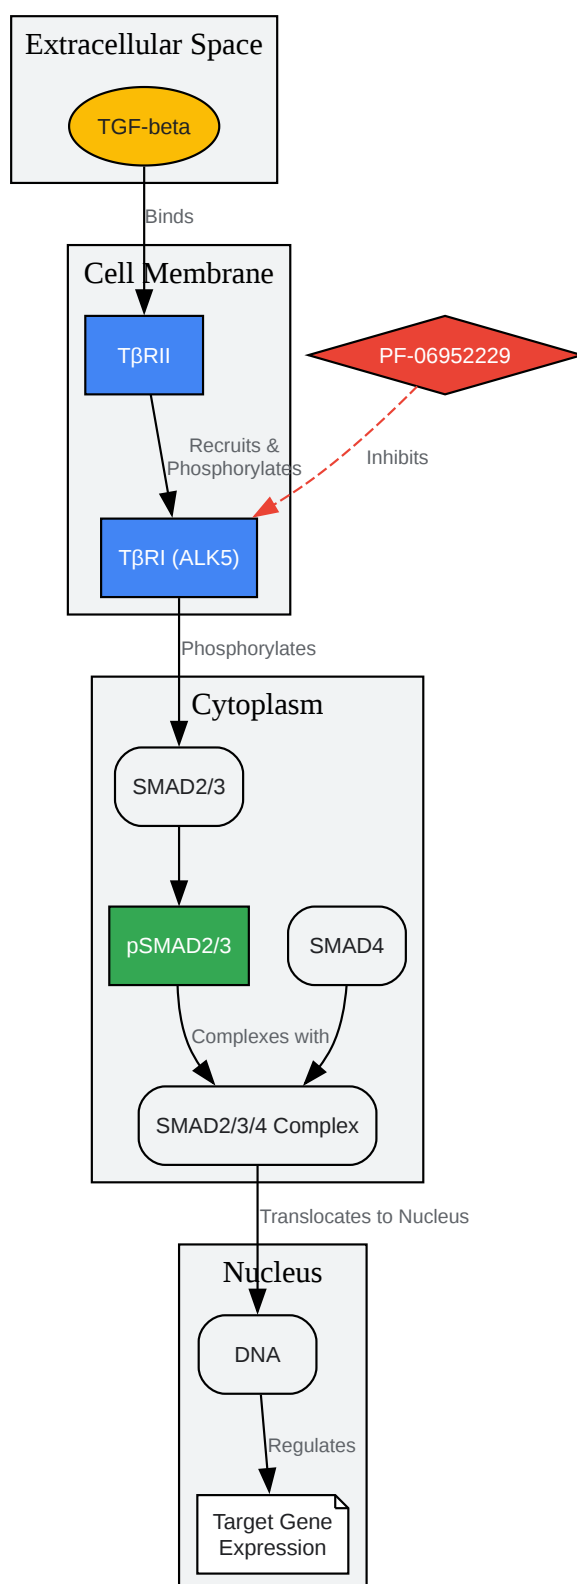 Extracellular Space
TGF-beta
Binds
Cell Membrane
TβRII
PF-06952229
Recruits &
Phosphorylates
Inhibits
TβRI (ALK5)
Phosphorylates
Cytoplasm
SMAD2/3
pSMAD2/3
SMAD4
Complexes with
SMAD2/3/4 Complex
Translocates to Nucleus
Nucleus
DNA
Regulates
Target Gene
Expression